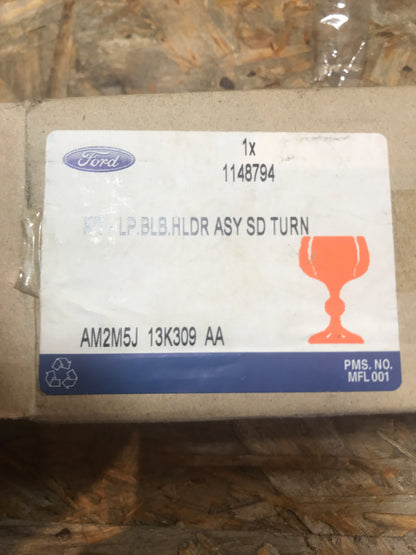 Ford
1x
1148794
LP.BLB.HLDR ASY SD TURN
AM2M5J 13K309 AA
PMS. NO.
MFL 001